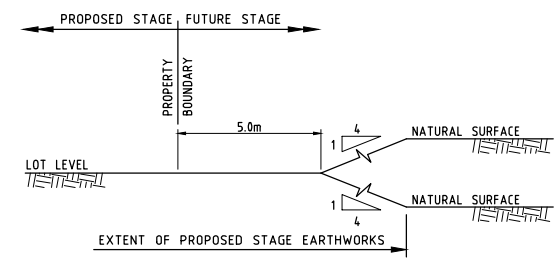 PROPOSED STAGE FUTURE STAGE
PROPERTY
BOUNDARY
5.0m
4
1
NATURAL SURFACE
LOT LEVEL
1
4
NATURAL SURFACE
EXTENT OF PROPOSED STAGE EARTHWORKS